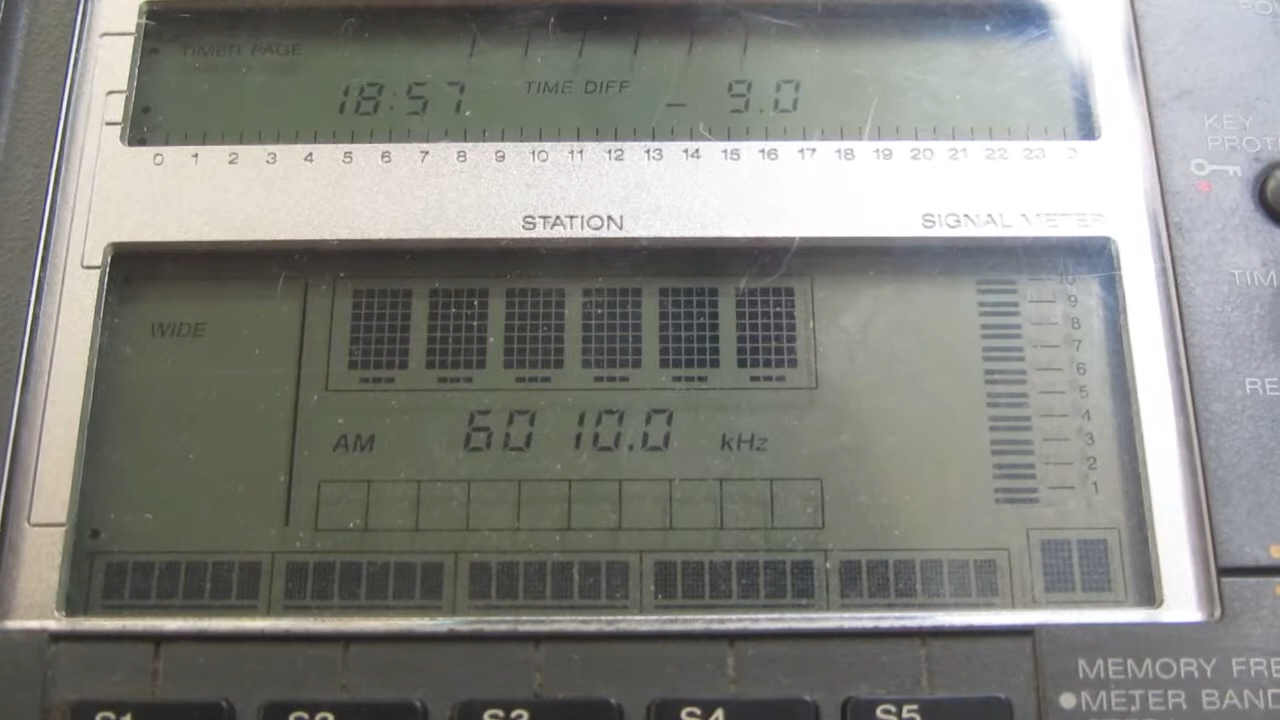 TIMER PAGE
18:57 TIME DIFF - 9.0
0 1 2 3 4 5 6 7 8 9 10 11 12 13 14 15 16 17 18 19 20 21 22 23
KEY
STATION SIGNAL METER
WIDE
10
9
8
7
6
5
4
3
2
1
AM 6010.0 kHz
MEMORY
●METER BAND
S1 S2 S3 S4 S5